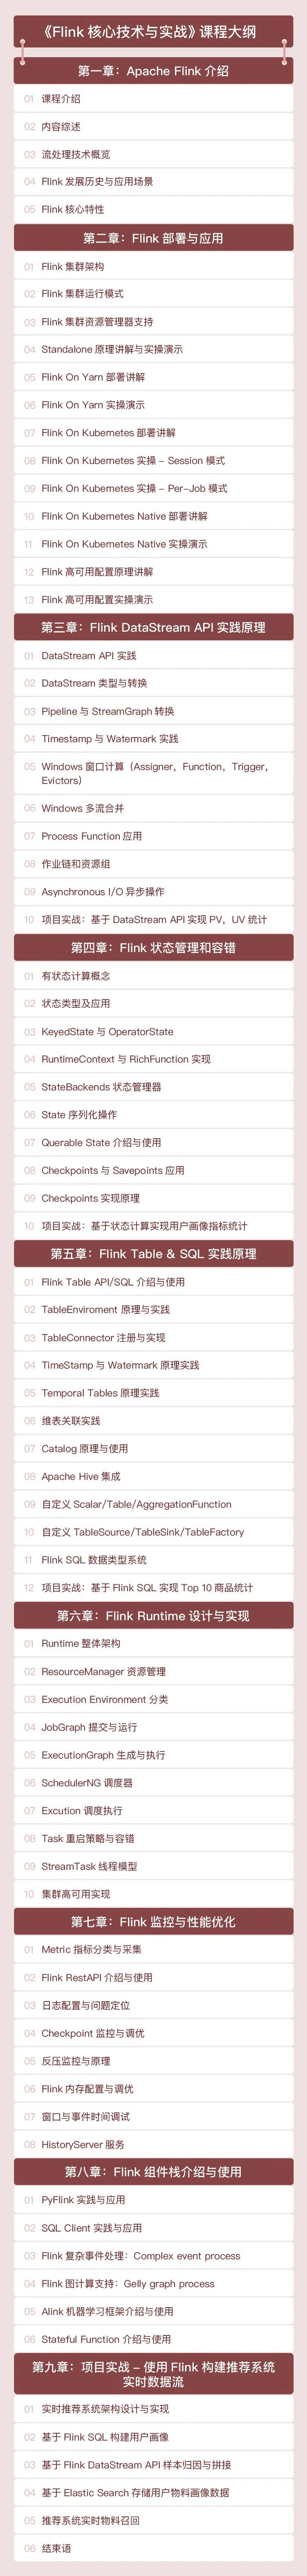 《Flink 核心技术与实战》课程大纲
第一章：Apache Flink 介绍
01 课程介绍
02 内容综述
03 流处理技术概览
04 Flink 发展历史与应用场景
05 Flink 核心特性
第二章：Flink 部署与应用
01 Flink 集群架构
02 Flink 集群运行模式
03 Flink 集群资源管理器支持
04 Standalone 原理讲解与实操演示
05 Flink On Yarn 部署讲解
06 Flink On Yarn 实操演示
07 Flink On Kubernetes 部署讲解
08 Flink On Kubernetes 实操 - Session 模式
09 Flink On Kubernetes 实操 - Per-Job 模式
10 Flink On Kubernetes Native 部署讲解
11 Flink On Kubernetes Native 实操演示
12 Flink 高可用配置原理讲解
13 Flink 高可用配置实操演示
第三章：Flink DataStream API 实践原理
01 DataStream API 实践
02 DataStream 类型与转换
03 Pipeline 与 StreamGraph 转换
04 Timestamp 与 Watermark 实践
05 Windows 窗口计算（Assigner，Function，Trigger，
Evictors）
06 Windows 多流合并
07 Process Function 应用
08 作业链和资源组
09 Asynchronous I/O 异步操作
10 项目实战：基于 DataStream API 实现 PV，UV 统计
第四章：Flink 状态管理和容错
01 有状态计算概念
02 状态类型及应用
03 KeyedState 与 OperatorState
04 RuntimeContext 与 RichFunction 实现
05 StateBackends 状态管理器
06 State 序列化操作
07 Querable State 介绍与使用
08 Checkpoints 与 Savepoints 应用
09 Checkpoints 实现原理
10 项目实战：基于状态计算实现用户画像指标统计
第五章：Flink Table & SQL 实践原理
01 Flink Table API/SQL 介绍与使用
02 TableEnviroment 原理与实践
03 TableConnector 注册与实现
04 TimeStamp 与 Watermark 原理实践
05 Temporal Tables 原理实践
06 维表关联实践
07 Catalog 原理与使用
08 Apache Hive 集成
09 自定义 Scalar/Table/AggregationFunction
10 自定义 TableSource/TableSink/TableFactory
11 Flink SQL 数据类型系统
12 项目实战：基于 Flink SQL 实现 Top 10 商品统计
第六章：Flink Runtime 设计与实现
01 Runtime 整体架构
02 ResourceManager 资源管理
03 Execution Environment 分类
04 JobGraph 提交与运行
05 ExecutionGraph 生成与执行
06 SchedulerNG 调度器
07 Excution 调度执行
08 Task 重启策略与容错
09 StreamTask 线程模型
10 集群高可用实现
第七章：Flink 监控与性能优化
01 Metric 指标分类与采集
02 Flink RestAPI 介绍与使用
03 日志配置与问题定位
04 Checkpoint 监控与调优
05 反压监控与原理
06 Flink 内存配置与调优
07 窗口与事件时间调试
08 HistoryServer 服务
第八章：Flink 组件栈介绍与使用
01 PyFlink 实践与应用
02 SQL Client 实践与应用
03 Flink 复杂事件处理：Complex event process
04 Flink 图计算支持：Gelly graph process
05 Alink 机器学习框架介绍与使用
06 Stateful Function 介绍与使用
第九章：项目实战 - 使用 Flink 构建推荐系统
实时数据流
01 实时推荐系统架构设计与实现
02 基于 Flink SQL 构建用户画像
03 基于 Flink DataStream API 样本归因与拼接
04 基于 Elastic Search 存储用户物料画像数据
05 推荐系统实时物料召回
06 结束语